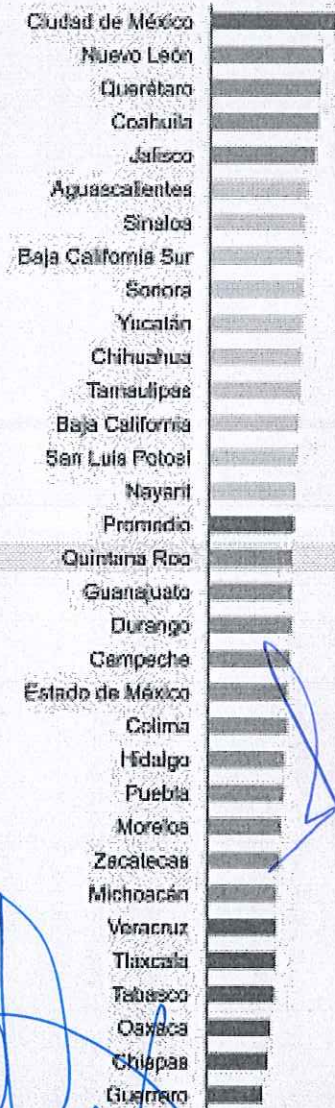 Ciudad de México
Nuevo León
Querétaro
Coahuila
Jalisco
Aguascalientes
Sinaloa
Baja California Sur
Sonora
Yucatán
Chihuahua
Tamaulipas
Baja California
San Luis Potosí
Nayarit
Promedio
Quintana Roo
Guanajuato
Durango
Campeche
Estado de México
Colima
Hidalgo
Puebla
Morelos
Zacatecas
Michoacán
Veracruz
Tlaxcala
Tabasco
Oaxaca
Chiapas
Guerrero